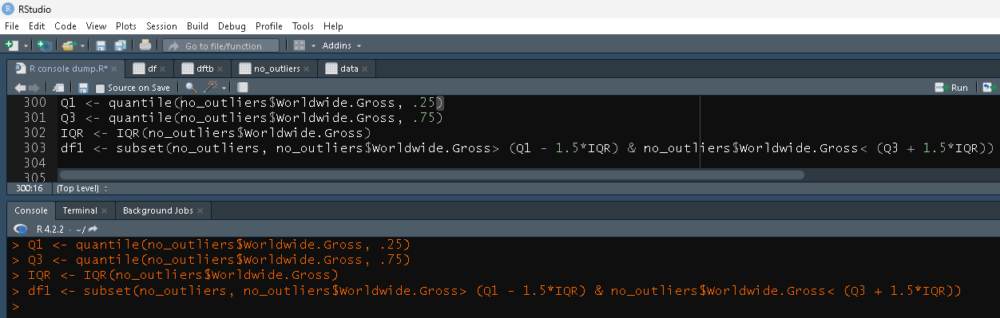 RStudio
File Edit Code View Plots Session Build Debug Profile Tools Help
Go to file/function Addins
R console dump.R* df dftb no_outliers data
Source on Save Run
300 Q1 <- quantile(no_outliers$Worldwide.Gross, .25)
301 Q3 <- quantile(no_outliers$Worldwide.Gross, .75)
302 IQR <- IQR(no_outliers$Worldwide.Gross)
303 df1 <- subset(no_outliers, no_outliers$Worldwide.Gross> (Q1 - 1.5*IQR) & no_outliers$Worldwide.Gross< (Q3 + 1.5*IQR))
304
305
300:16 (Top Level)
Console Terminal Background Jobs
R 4.2.2 · ~/
> Q1 <- quantile(no_outliers$Worldwide.Gross, .25)
> Q3 <- quantile(no_outliers$Worldwide.Gross, .75)
> IQR <- IQR(no_outliers$Worldwide.Gross)
> df1 <- subset(no_outliers, no_outliers$Worldwide.Gross> (Q1 - 1.5*IQR) & no_outliers$Worldwide.Gross< (Q3 + 1.5*IQR))
>